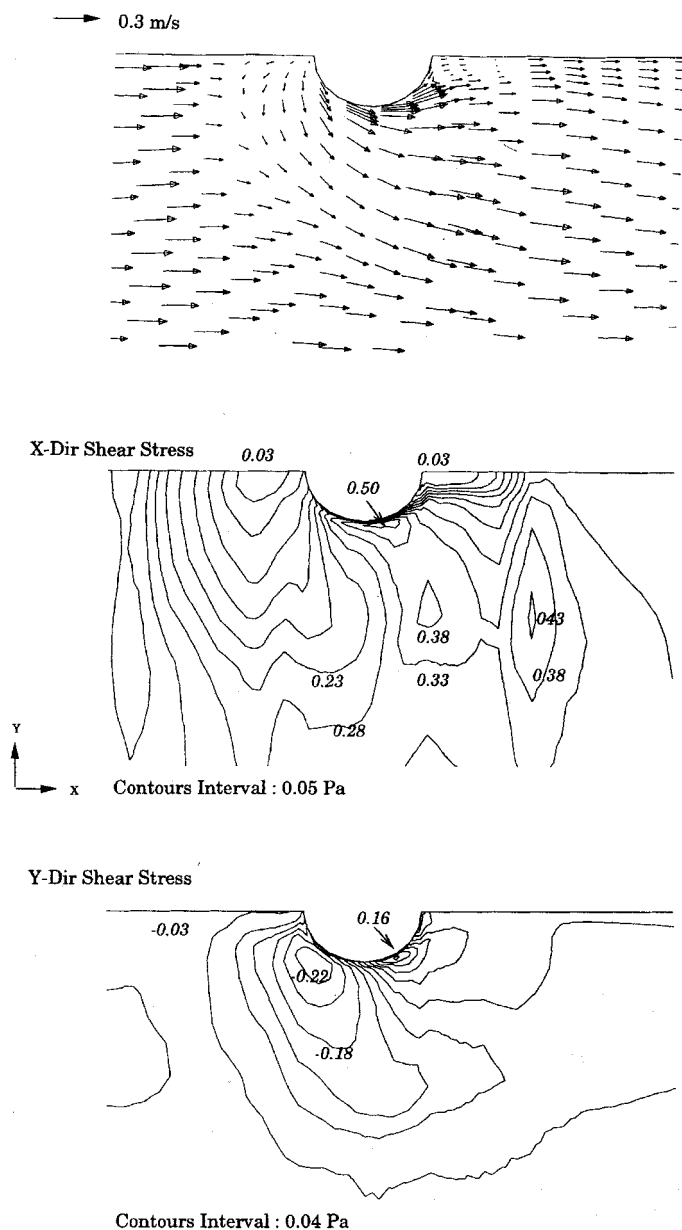 0.3 m/s
X-Dir Shear Stress
0.03
0.03
0.50
0.38
043
0.23
0.33
0.38
0.28
Y
X
Contours Interval : 0.05 Pa
Y-Dir Shear Stress
-0.03
0.16
-0.22
-0.18
Contours Interval : 0.04 Pa